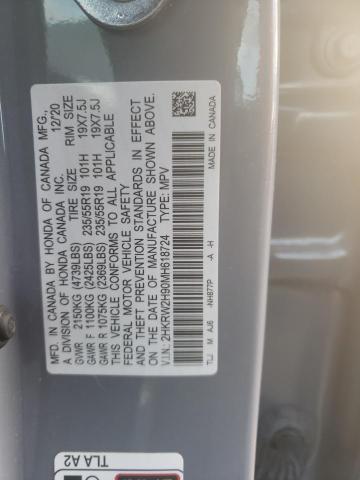 MFD. IN CANADA BY HONDA OF CANADA MFG.,
A DIVISION OF HONDA CANADA INC. 12/20
TIRE SIZE RIM SIZE
GVWR 2150KG (4739LBS)
GAWR F 1100KG (2425LBS) 235/55R19 101H 19X7.5J
GAWR R 1075KG (2369LBS) 235/55R19 101H 19X7.5J
THIS VEHICLE CONFORMS TO ALL APPLICABLE
FEDERAL MOTOR VEHICLE SAFETY
AND THEFT PREVENTION STANDARDS IN EFFECT
ON THE DATE OF MANUFACTURE SHOWN ABOVE.
V.I.N.: 2HKRW2H90MH618724 TYPE: MPV
MADE IN CANADA
TLJ M AJ6 -NH877P -A -H
TLA A2